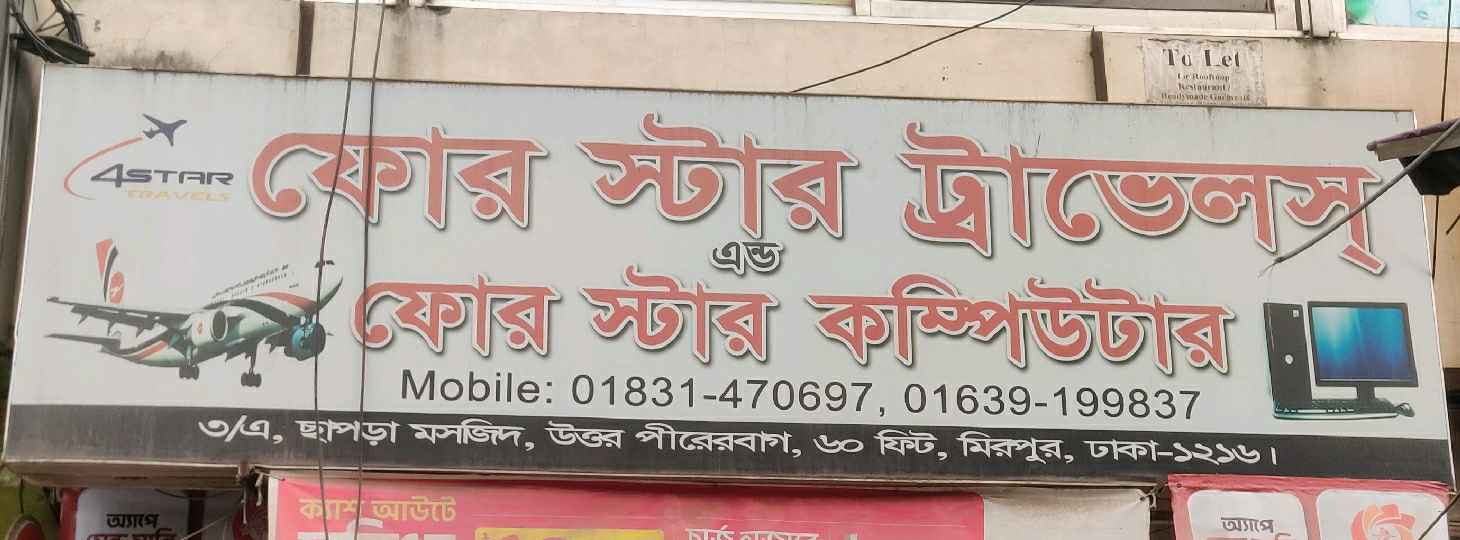 To Let
4STAR
TRAVELS
ফোর স্টার ট্রাভেলস্
এন্ড
ফোর স্টার কম্পিউটার
Mobile: 01831-470697, 01639-199837
৩/এ, ছাপড়া মসজিদ, উত্তর পীরেরবাগ, ৬০ ফিট, মিরপুর, ঢাকা-১২১৬।
ক্যাশ আউটে
অ্যাপে
অ্যাপে